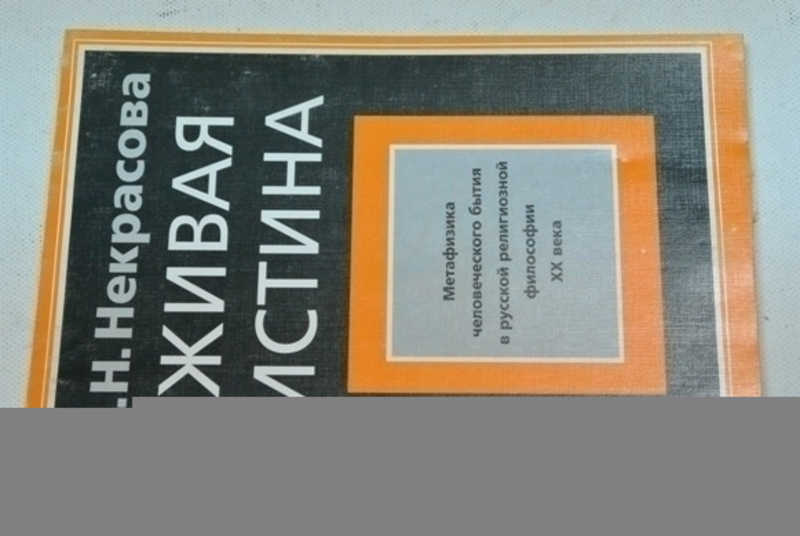 .Н. Некрасова
ЖИВАЯ
ИСТИНА
Метафизика
человеческого бытия
в русской религиозной
философии
XX века